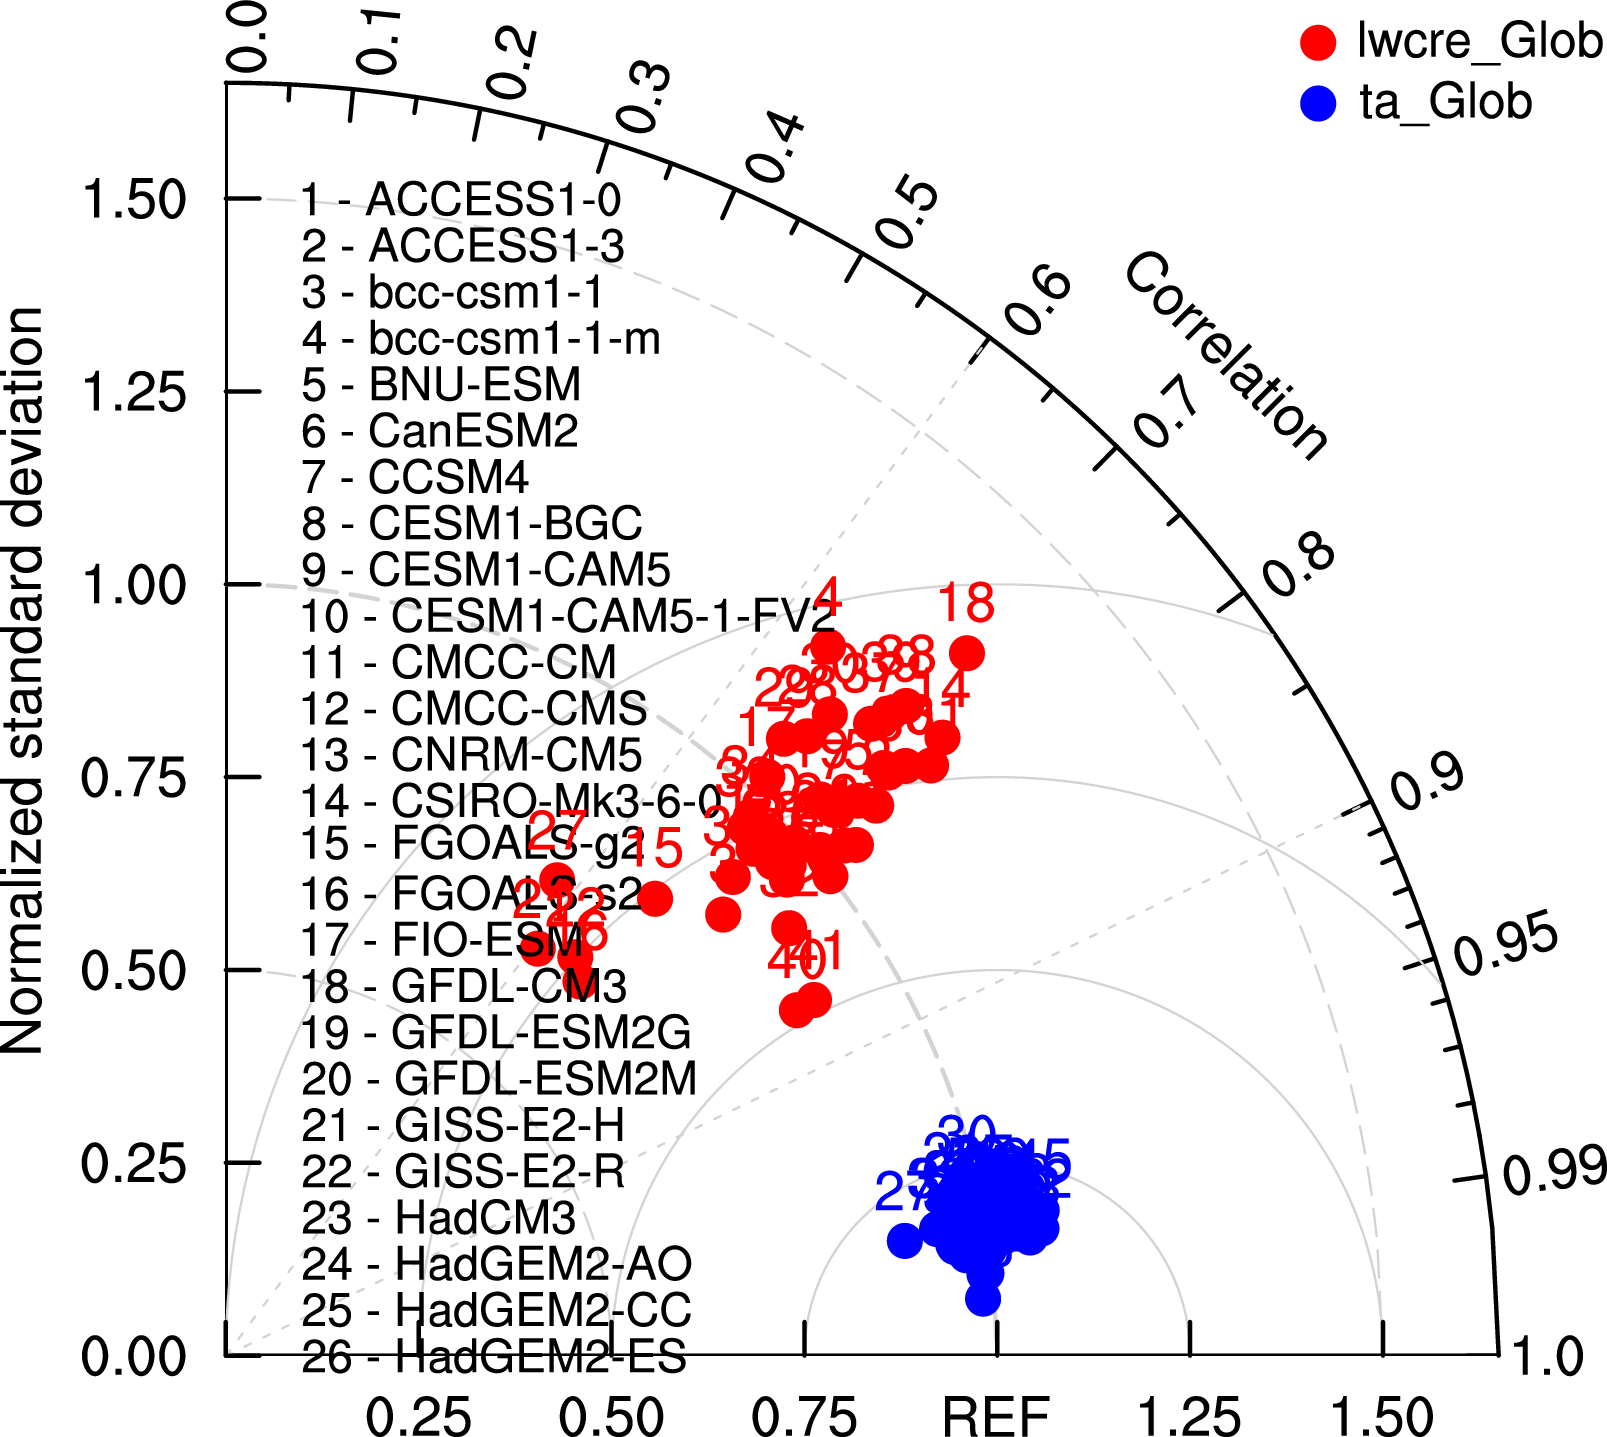 lwcre_Glob
ta_Glob
0.0
0.1
0.2
0.3
0.4
0.5
0.6
0.7
0.8
0.9
0.95
0.99
1.0
Correlation
Normalized standard deviation
1.50
1.25
1.00
0.75
0.50
0.25
0.00
1 - ACCESS1-0
2 - ACCESS1-3
3 - bcc-csm1-1
4 - bcc-csm1-1-m
5 - BNU-ESM
6 - CanESM2
7 - CCSM4
8 - CESM1-BGC
9 - CESM1-CAM5
10 - CESM1-CAM5-1-FV2
11 - CMCC-CM
12 - CMCC-CMS
13 - CNRM-CM5
14 - CSIRO-Mk3-6-0
15 - FGOALS-g2
16 - FGOALS-s2
17 - FIO-ESM
18 - GFDL-CM3
19 - GFDL-ESM2G
20 - GFDL-ESM2M
21 - GISS-E2-H
22 - GISS-E2-R
23 - HadCM3
24 - HadGEM2-AO
25 - HadGEM2-CC
26 - HadGEM2-ES
4
18
14
27
15
40
30
27
0.25
0.50
0.75
REF
1.25
1.50